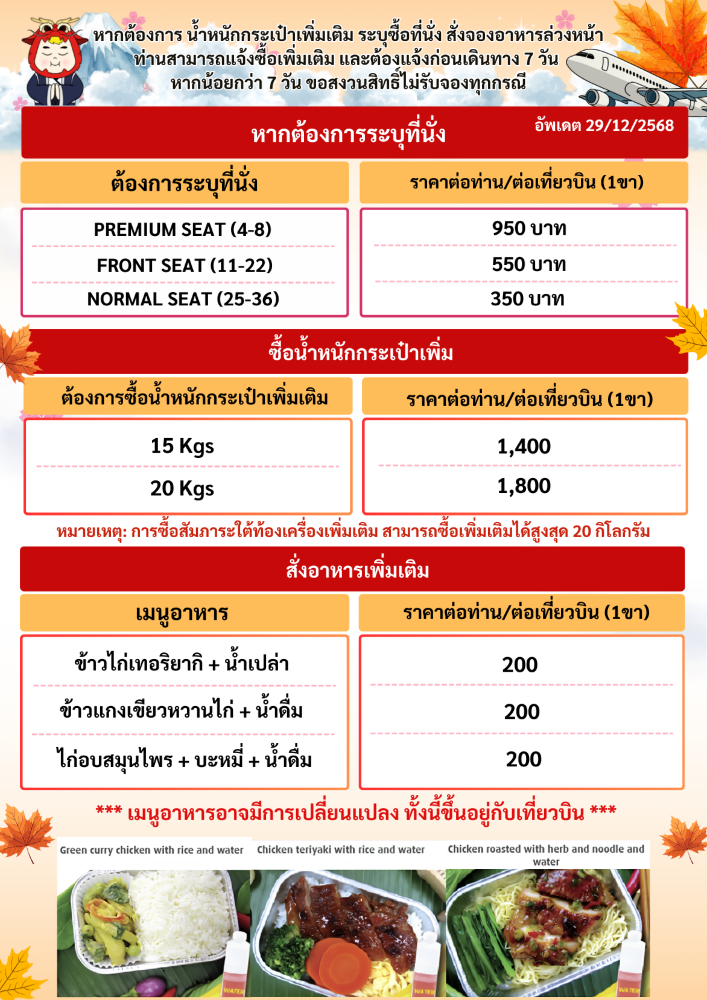 หากต้องการ น้ำหนักกระเป๋าเพิ่มเติม ระบุซื้อที่นั่ง สั่งจองอาหารล่วงหน้า
ท่านสามารถแจ้งซื้อเพิ่มเติม และต้องแจ้งก่อนเดินทาง 7 วัน
หากน้อยกว่า 7 วัน ขอสงวนสิทธิ์ไม่รับจองทุกกรณี
หากต้องการระบุที่นั่ง
อัพเดต 29/12/2568
ต้องการระบุที่นั่ง
ราคาต่อท่าน/ต่อเที่ยวบิน (1ขา)
PREMIUM SEAT (4-8)
950 บาท
FRONT SEAT (11-22)
550 บาท
NORMAL SEAT (25-36)
350 บาท
ซื้อน้ำหนักกระเป๋าเพิ่ม
ต้องการซื้อน้ำหนักกระเป๋าเพิ่มเติม
ราคาต่อท่าน/ต่อเที่ยวบิน (1ขา)
15 Kgs
1,400
20 Kgs
1,800
หมายเหตุ: การซื้อสัมภาระใต้ท้องเครื่องเพิ่มเติม สามารถซื้อเพิ่มเติมได้สูงสุด 20 กิโลกรัม
สั่งอาหารเพิ่มเติม
เมนูอาหาร
ราคาต่อท่าน/ต่อเที่ยวบิน (1ขา)
ข้าวไก่เทอริยากิ + น้ำเปล่า
200
ข้าวแกงเขียวหวานไก่ + น้ำดื่ม
200
ไก่อบสมุนไพร + บะหมี่ + น้ำดื่ม
200
*** เมนูอาหารอาจมีการเปลี่ยนแปลง ทั้งนี้ขึ้นอยู่กับเที่ยวบิน ***
Green curry chicken with rice and water
Chicken teriyaki with rice and water
Chicken roasted with herb and noodle and
water
WATER
WATER
WATER